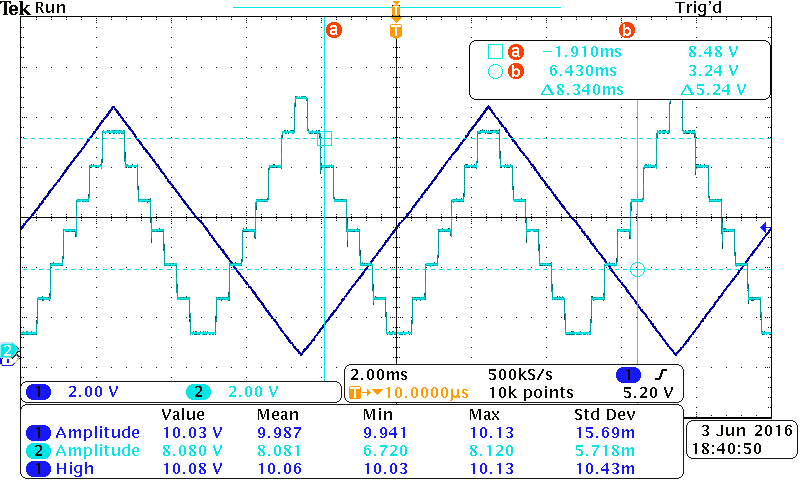 Tek Run Trig'd
T
a b
T
a −1.910ms 8.48 V
b 6.430ms 3.24 V
Δ8.340ms Δ5.24 V
2
1
1 2.00 V 2 2.00 V
2.00ms 500kS/s 1
T→▼10.0000µs 10k points 5.20 V
Value Mean Min Max Std Dev
1 Amplitude 10.03 V 9.987 9.941 10.13 15.69m
2 Amplitude 8.080 V 8.081 6.720 8.120 5.718m
1 High 10.08 V 10.06 10.03 10.13 10.43m
3 Jun 2016
18:40:50